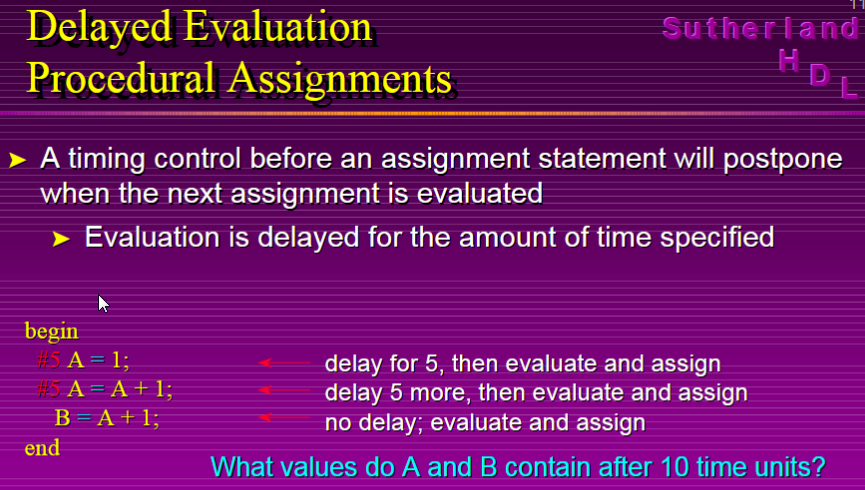 11
Delayed Evaluation
Procedural Assignments
Sutherland
H
D
L
➤ A timing control before an assignment statement will postpone
when the next assignment is evaluated
➤ Evaluation is delayed for the amount of time specified
begin
#5 A = 1; delay for 5, then evaluate and assign
#5 A = A + 1; delay 5 more, then evaluate and assign
B = A + 1; no delay; evaluate and assign
end
What values do A and B contain after 10 time units?